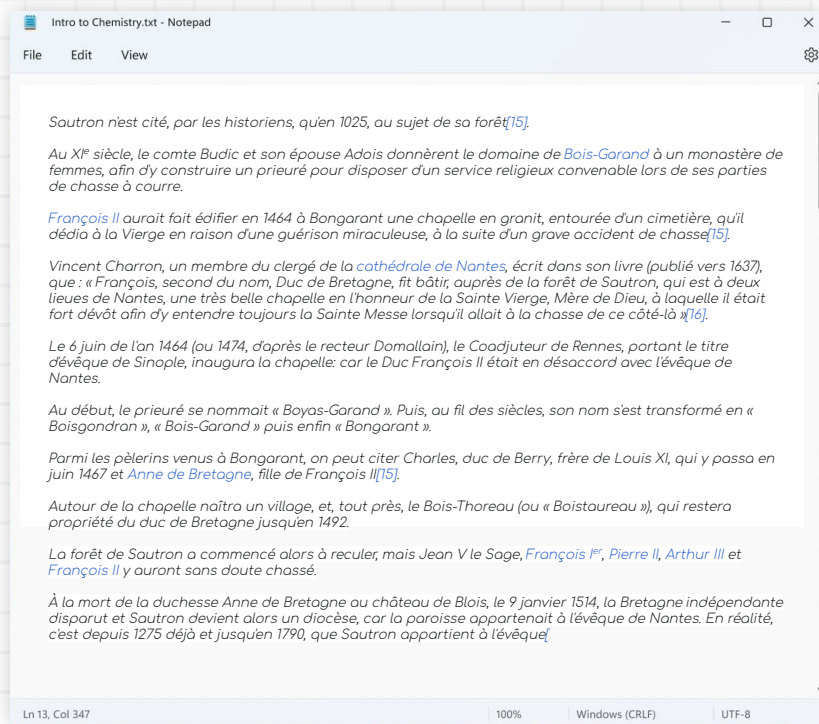 Intro to Chemistry.txt - Notepad
File Edit View
Sautron n'est cité, par les historiens, qu'en 1025, au sujet de sa forêt[15].
Au XIe siècle, le comte Budic et son épouse Adois donnèrent le domaine de Bois-Garand à un monastère de
femmes, afin d'y construire un prieuré pour disposer d'un service religieux convenable lors de ses parties
de chasse à courre.
François II aurait fait édifier en 1464 à Bongarant une chapelle en granit, entourée d'un cimetière, qu'il
dédia à la Vierge en raison d'une guérison miraculeuse, à la suite d'un grave accident de chasse[15].
Vincent Charron, un membre du clergé de la cathédrale de Nantes, écrit dans son livre (publié vers 1637),
que : « François, second du nom, Duc de Bretagne, fit bâtir, auprès de la forêt de Sautron, qui est à deux
lieues de Nantes, une très belle chapelle en l'honneur de la Sainte Vierge, Mère de Dieu, à laquelle il était
fort dévôt afin d'y entendre toujours la Sainte Messe lorsqu'il allait à la chasse de ce côté-là »[16].
Le 6 juin de l'an 1464 (ou 1474, d'après le recteur Domallain), le Coadjuteur de Rennes, portant le titre
d'évêque de Sinople, inaugura la chapelle: car le Duc François II était en désaccord avec l'évêque de
Nantes.
Au début, le prieuré se nommait « Boyas-Garand ». Puis, au fil des siècles, son nom s'est transformé en «
Boisgondran », « Bois-Garand » puis enfin « Bongarant ».
Parmi les pèlerins venus à Bongarant, on peut citer Charles, duc de Berry, frère de Louis XI, qui y passa en
juin 1467 et Anne de Bretagne, fille de François II[15].
Autour de la chapelle naîtra un village, et, tout près, le Bois-Thoreau (ou « Boistaureau »), qui restera
propriété du duc de Bretagne jusqu'en 1492.
La forêt de Sautron a commencé alors à reculer, mais Jean V le Sage, François Ier, Pierre II, Arthur III et
François II y auront sans doute chassé.
À la mort de la duchesse Anne de Bretagne au château de Blois, le 9 janvier 1514, la Bretagne indépendante
disparut et Sautron devient alors un diocèse, car la paroisse appartenait à l'évêque de Nantes. En réalité,
c'est depuis 1275 déjà et jusqu'en 1790, que Sautron appartient à l'évêque[
Ln 13, Col 347 100% Windows (CRLF) UTF-8